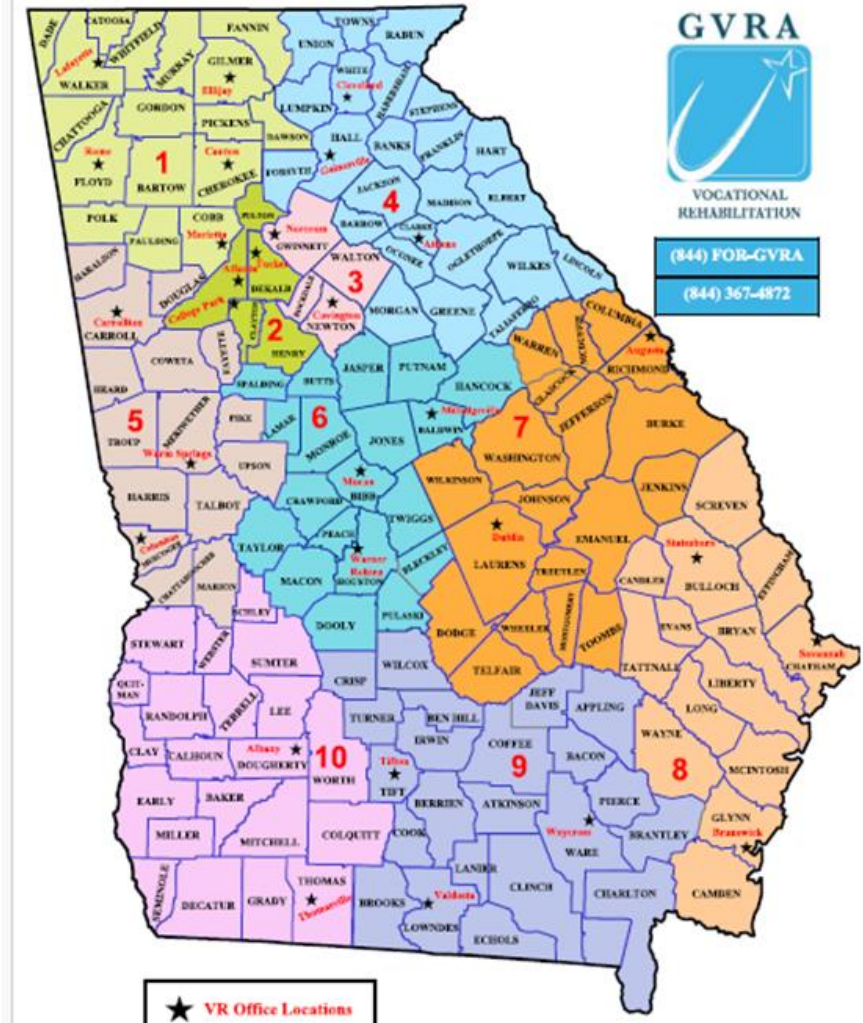 GVRA
VOCATIONAL
REHABILITATION
(844) FOR-GVRA
(844) 367-4872
DADE
CATOOSA
WHITFIELD
MURRAY
FANNIN
TOWNS
UNION
RABUN
Lafayette
WALKER
GILMER
Ellijay
WHITE
Cleveland
HABERSHAM
STEPHENS
LUMPKIN
CHATTOOGA
GORDON
PICKENS
DAWSON
HALL
Gainesville
BANKS
FRANKLIN
HART
Rome
FLOYD
1
BARTOW
Canton
CHEROKEE
FORSYTH
JACKSON
4
MADISON
ELBERT
POLK
PAULDING
COBB
Marietta
FULTON
Norcross
GWINNETT
BARROW
CLARKE
Athens
OCONEE
OGLETHORPE
WILKES
LINCOLN
HARALSON
DOUGLAS
Atlanta
Tucker
DEKALB
WALTON
3
ROCKDALE
Covington
NEWTON
MORGAN
GREENE
TALIAFERRO
College Park
CLAYTON
2
HENRY
Carrollton
CARROLL
COWETA
FAYETTE
SPALDING
BUTTS
JASPER
PUTNAM
HANCOCK
WARREN
MCDUFFIE
COLUMBIA
Augusta
RICHMOND
GLASCOCK
HEARD
5
TROUP
MERIWETHER
Warm Springs
PIKE
LAMAR
6
MONROE
JONES
Milledgeville
BALDWIN
7
WASHINGTON
JEFFERSON
BURKE
UPSON
HARRIS
TALBOT
CRAWFORD
Macon
BIBB
TWIGGS
WILKINSON
JOHNSON
JENKINS
SCREVEN
Columbus
MUSCOGEE
CHATTAHOOCHEE
MARION
TAYLOR
PEACH
Warner
Robins
HOUSTON
BLECKLEY
Dublin
LAURENS
EMANUEL
TREUTLEN
CANDLER
Statesboro
BULLOCH
EFFINGHAM
MACON
SCHLEY
DOOLY
PULASKI
DODGE
WHEELER
MONTGOMERY
TOOMBS
EVANS
BRYAN
Savannah
CHATHAM
TATTNALL
STEWART
WEBSTER
SUMTER
CRISP
WILCOX
TELFAIR
LIBERTY
LONG
QUIT-
MAN
RANDOLPH
TERRELL
LEE
TURNER
BEN HILL
JEFF
DAVIS
APPLING
WAYNE
CLAY
CALHOUN
Albany
DOUGHERTY
10
WORTH
Tifton
TIFT
IRWIN
COFFEE
9
BACON
8
MCINTOSH
EARLY
BAKER
MILLER
MITCHELL
COLQUITT
COOK
BERRIEN
ATKINSON
PIERCE
Waycross
WARE
BRANTLEY
GLYNN
Brunswick
SEMINOLE
DECATUR
GRADY
THOMAS
Thomasville
BROOKS
Valdosta
LOWNDES
LANIER
CLINCH
ECHOLS
CHARLTON
CAMDEN
VR Office Locations